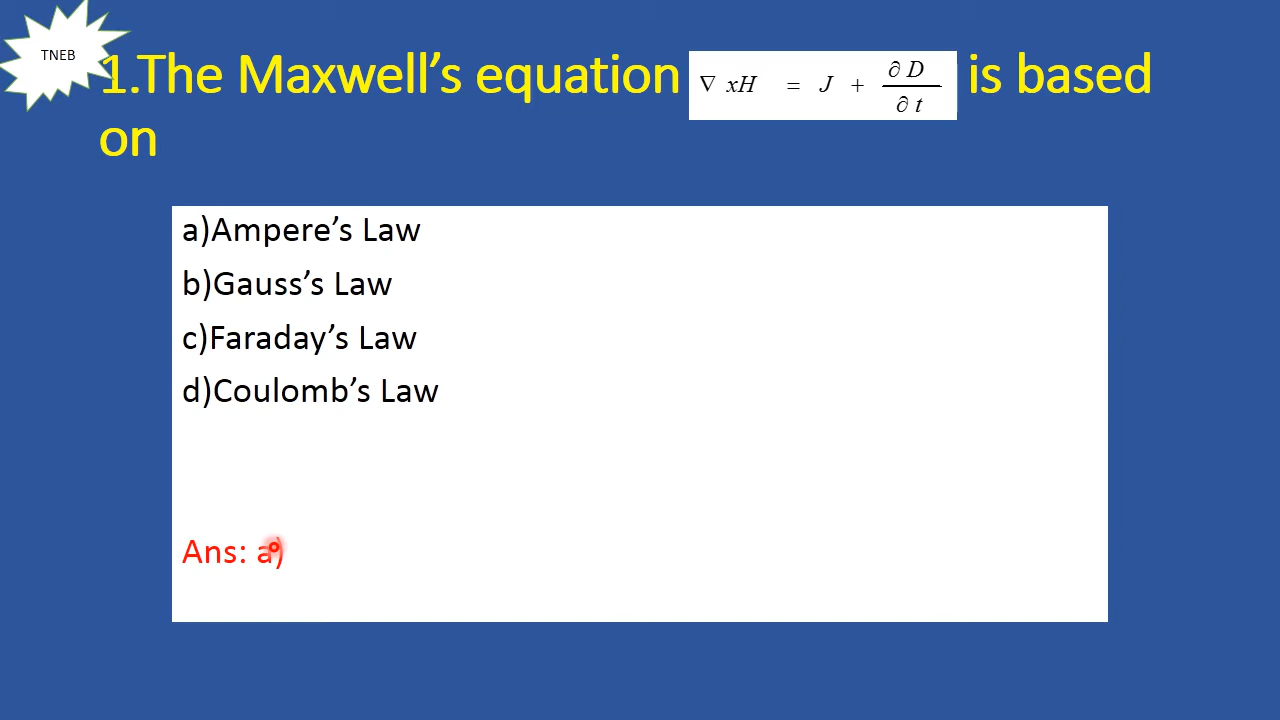 TNEB
1.The Maxwell’s equation ∇ xH = J + ∂D/∂t is based
on
a)Ampere’s Law
b)Gauss’s Law
c)Faraday’s Law
d)Coulomb’s Law
Ans: a)